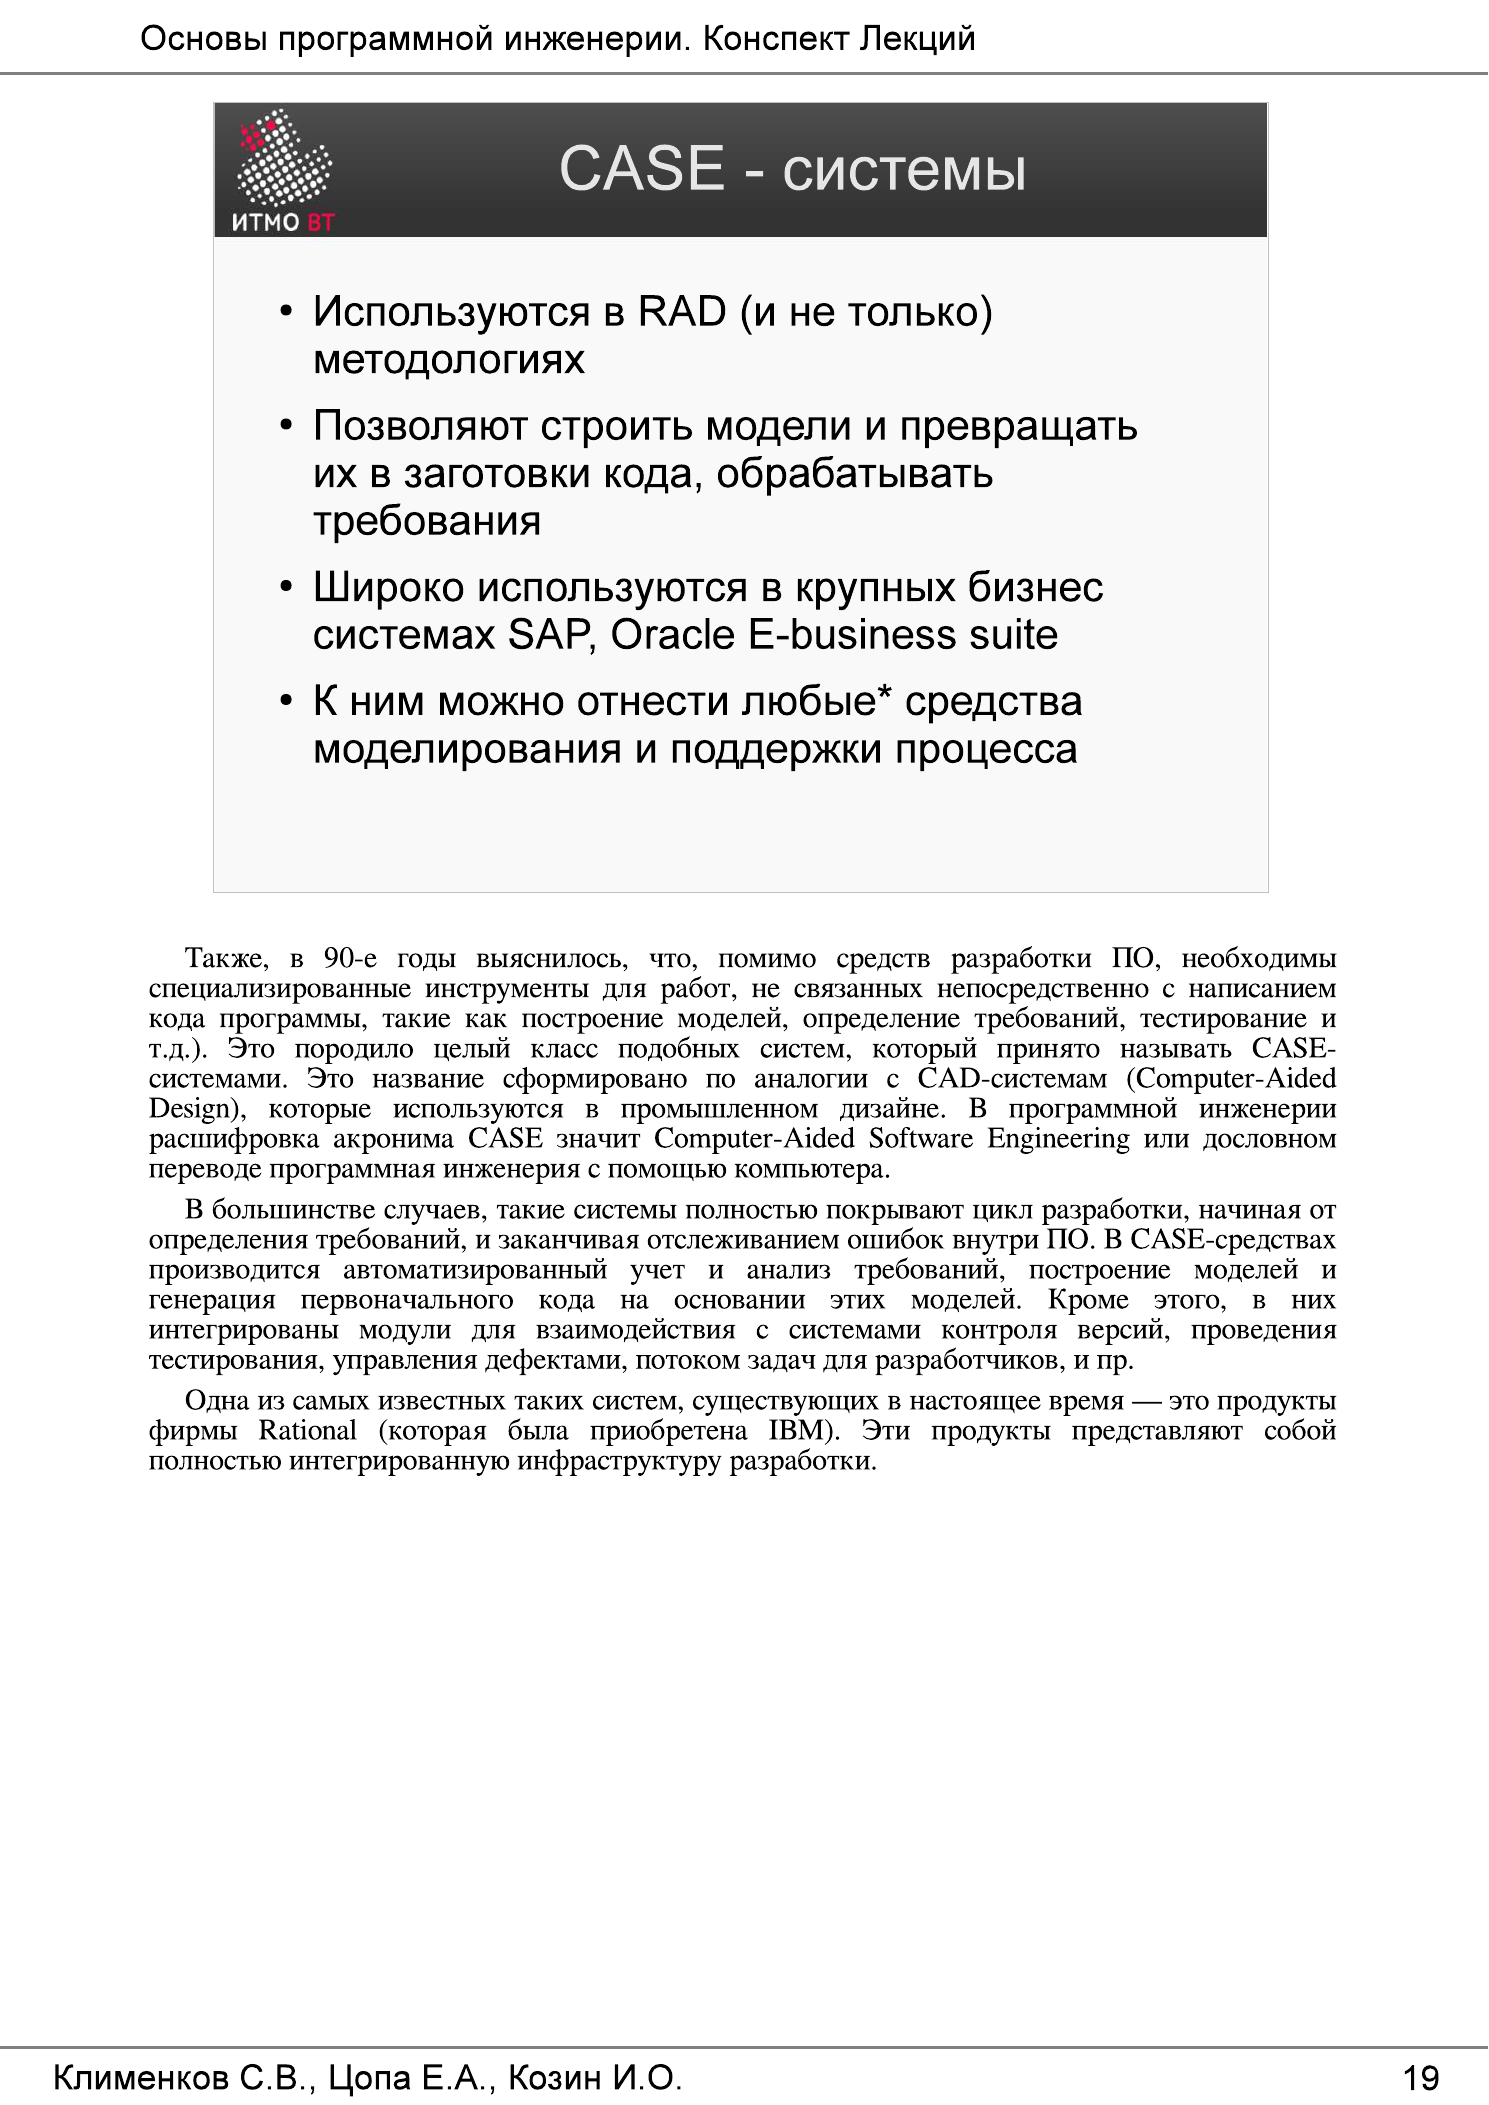 Основы программной инженерии. Конспект Лекций
CASE - системы
ИТМО ВТ
• Используются в RAD (и не только)
методологиях
• Позволяют строить модели и превращать
их в заготовки кода, обрабатывать
требования
• Широко используются в крупных бизнес
системах SAP, Oracle E-business suite
• К ним можно отнести любые* средства
моделирования и поддержки процесса
Также, в 90-е годы выяснилось, что, помимо средств разработки ПО, необходимы
специализированные инструменты для работ, не связанных непосредственно с написанием
кода программы, такие как построение моделей, определение требований, тестирование и
т.д.). Это породило целый класс подобных систем, который принято называть CASE-
системами. Это название сформировано по аналогии с CAD-системам (Computer-Aided
Design), которые используются в промышленном дизайне. В программной инженерии
расшифровка акронима CASE значит Computer-Aided Software Engineering или дословном
переводе программная инженерия с помощью компьютера.
В большинстве случаев, такие системы полностью покрывают цикл разработки, начиная от
определения требований, и заканчивая отслеживанием ошибок внутри ПО. В CASE-средствах
производится автоматизированный учет и анализ требований, построение моделей и
генерация первоначального кода на основании этих моделей. Кроме этого, в них
интегрированы модули для взаимодействия с системами контроля версий, проведения
тестирования, управления дефектами, потоком задач для разработчиков, и пр.
Одна из самых известных таких систем, существующих в настоящее время — это продукты
фирмы Rational (которая была приобретена IBM). Эти продукты представляют собой
полностью интегрированную инфраструктуру разработки.
Клименков С.В., Цопа Е.А., Козин И.О.
19